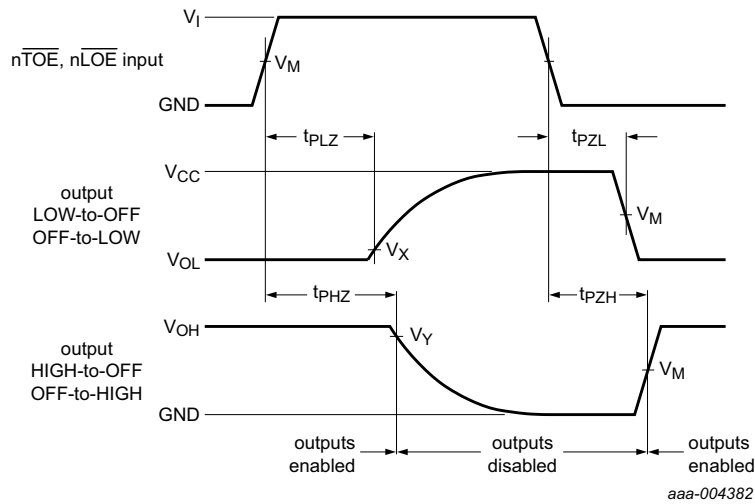 V_I
nTOE, nLOE input
V_M
GND
t_PLZ
t_PZL
V_CC
output
LOW-to-OFF
OFF-to-LOW
V_M
V_OL
V_X
t_PHZ
t_PZH
V_OH
output
HIGH-to-OFF
OFF-to-HIGH
V_Y
V_M
GND
outputs
enabled
outputs
disabled
outputs
enabled
aaa-004382